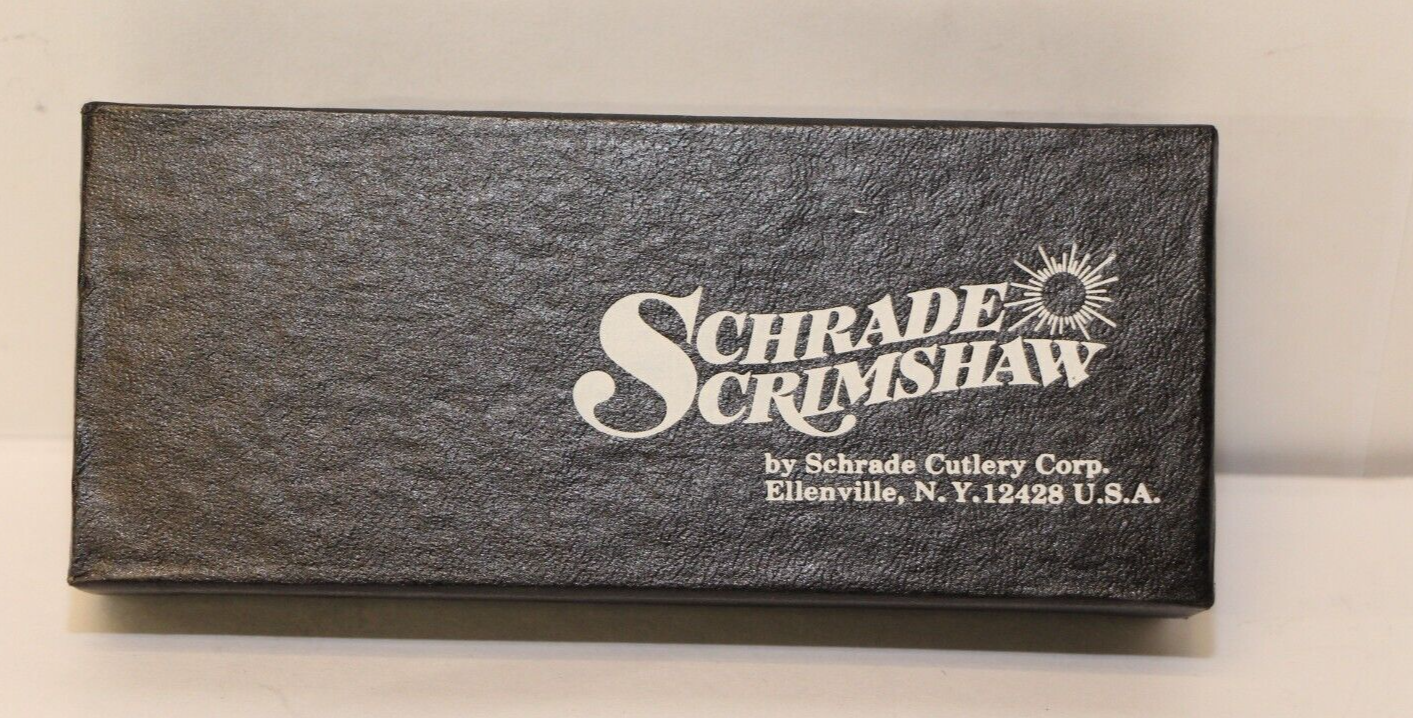 SCHRADE
SCRIMSHAW
by Schrade Cutlery Corp.
Ellenville, N.Y.12428 U.S.A.